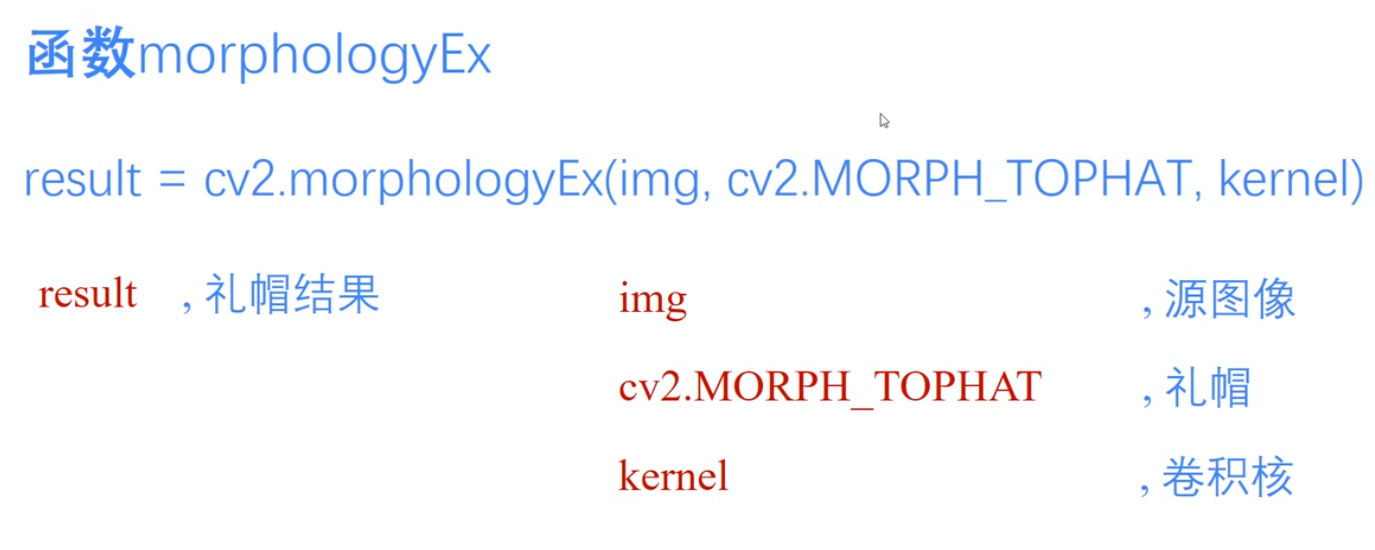 函数morphologyEx
result = cv2.morphologyEx(img, cv2.MORPH_TOPHAT, kernel)
result , 礼帽结果 img , 源图像
cv2.MORPH_TOPHAT , 礼帽
kernel , 卷积核